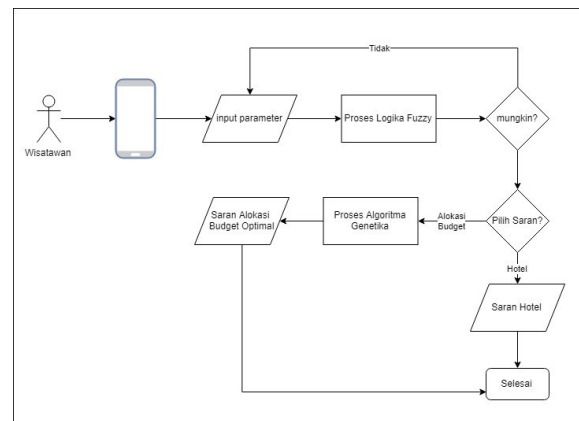 Tidak
Wisatawan
input parameter
Proses Logika Fuzzy
mungkin?
Saran Alokasi
Budget Optimal
Proses Algoritma
Genetika
Alokasi
Budget
Pilih Saran?
Hotel
Saran Hotel
Selesai